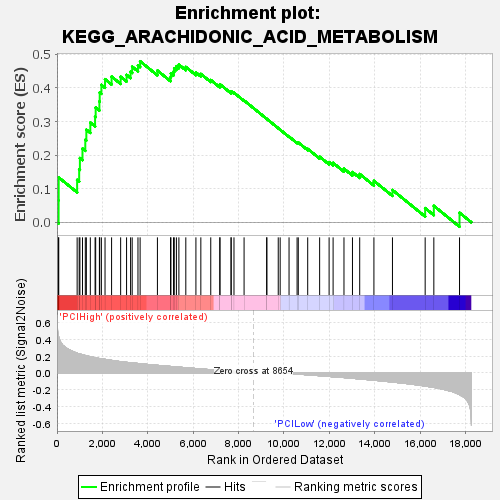 Enrichment plot:
KEGG_ARACHIDONIC_ACID_METABOLISM
Enrichment score (ES)
0.5
0.4
0.3
0.2
0.1
0.0
Ranked list metric (Signal2Noise)
0.6
0.4
0.2
0.0
-0.2
-0.4
-0.6
'PCIHigh' (positively correlated)
Zero cross at 8654
'PCILow' (negatively correlated)
0
2,000
4,000
6,000
8,000
10,000
12,000
14,000
16,000
18,000
Rank in Ordered Dataset
Enrichment profile
Hits
Ranking metric scores